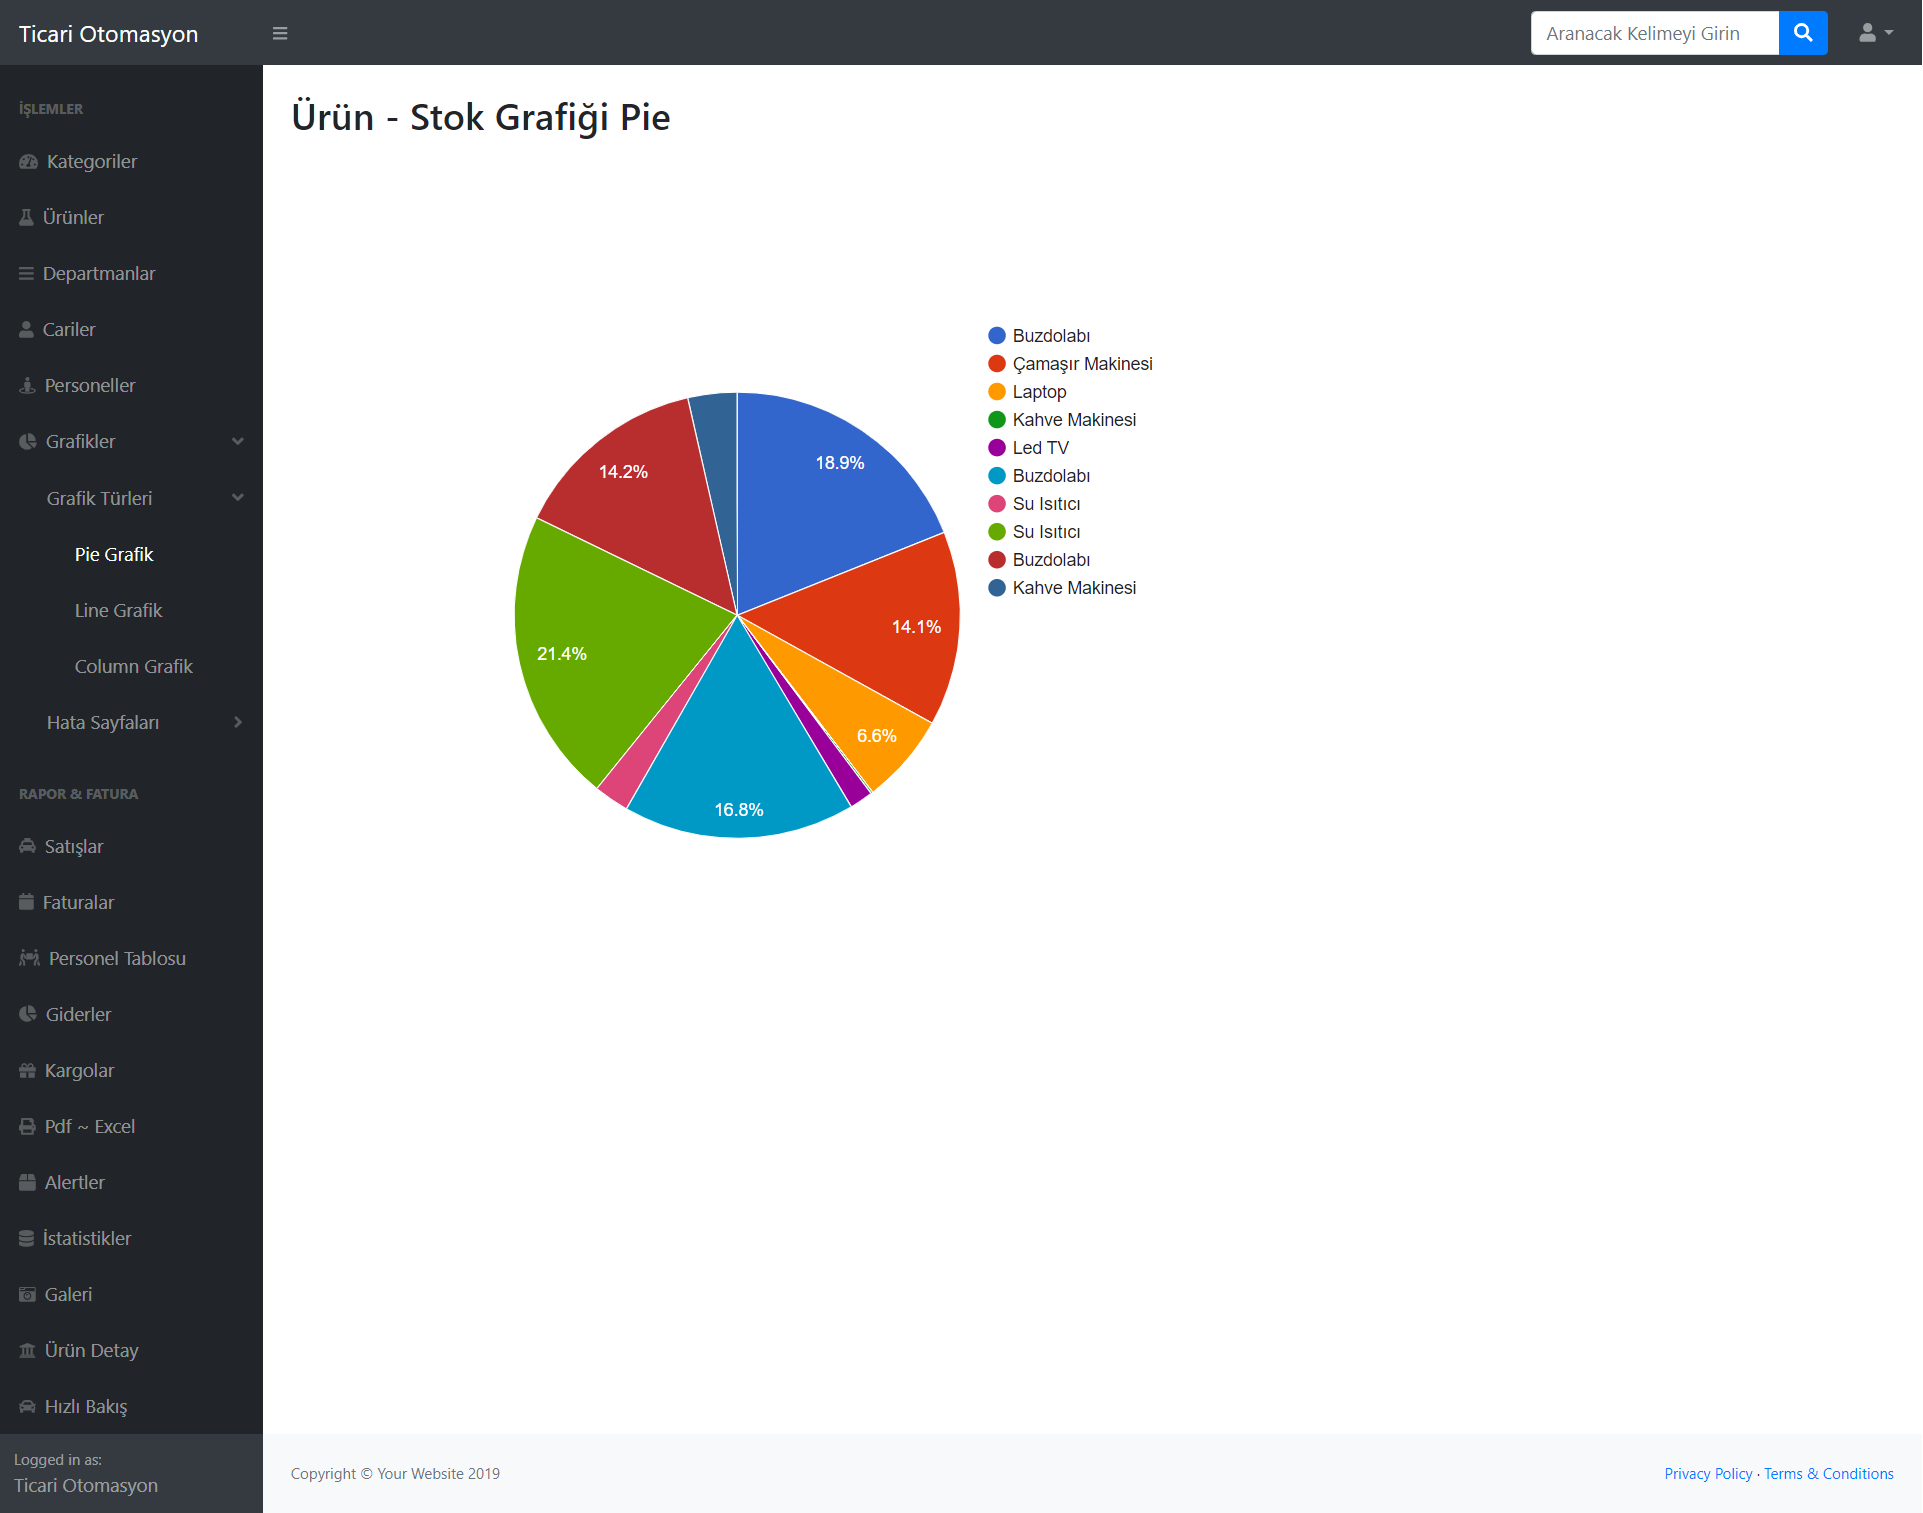 Ticari Otomasyon
Aranacak Kelimeyi Girin
İŞLEMLER
Kategoriler
Ürünler
Departmanlar
Cariler
Personeller
Grafikler
Grafik Türleri
Pie Grafik
Line Grafik
Column Grafik
Hata Sayfaları
RAPOR & FATURA
Satışlar
Faturalar
Personel Tablosu
Giderler
Kargolar
Pdf ~ Excel
Alertler
İstatistikler
Galeri
Ürün Detay
Hızlı Bakış
Logged in as:
Ticari Otomasyon
Ürün - Stok Grafiği Pie
18.9%
14.1%
6.6%
16.8%
21.4%
14.2%
Buzdolabı
Çamaşır Makinesi
Laptop
Kahve Makinesi
Led TV
Buzdolabı
Su Isıtıcı
Su Isıtıcı
Buzdolabı
Kahve Makinesi
Copyright © Your Website 2019
Privacy Policy · Terms & Conditions